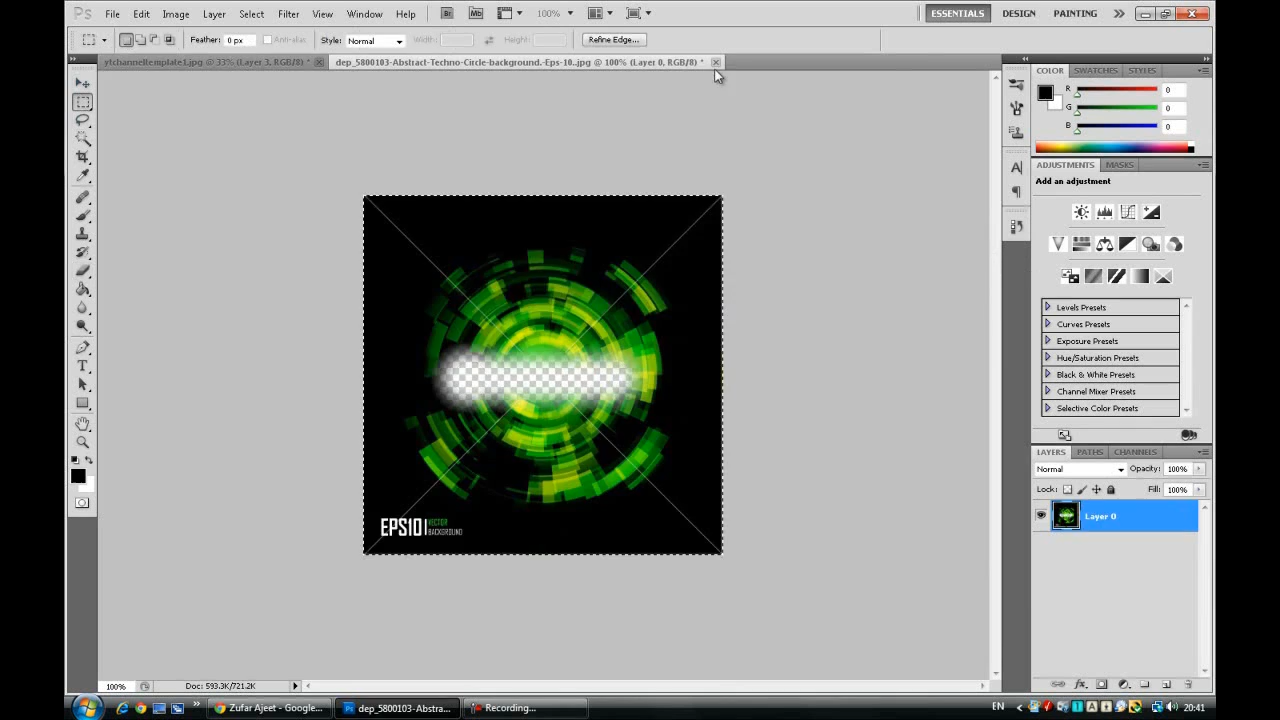 Ps File Edit Image Layer Select Filter View Window Help Br Mb 100% ESSENTIALS DESIGN PAINTING
Feather: 0 px Anti-alias Style: Normal Width: Height: Refine Edge...
ytchanneltemplate1.jpg @ 33% (Layer 3, RGB/8) * dep_5800103-Abstract-Techno-Circle-background.-Eps-10..jpg @ 100% (Layer 0, RGB/8) *
COLOR SWATCHES STYLES
R 0
G 0
B 0
ADJUSTMENTS MASKS
Add an adjustment
Levels Presets
Curves Presets
Exposure Presets
Hue/Saturation Presets
Black & White Presets
Channel Mixer Presets
Selective Color Presets
LAYERS PATHS CHANNELS
Normal Opacity: 100%
Lock: Fill: 100%
Layer 0
EPS10 VECTOR
BACKGROUND
100% Doc: 593.3K/721.2K
Zufar Ajeet - Google... dep_5800103-Abstra... Recording... EN 20:41